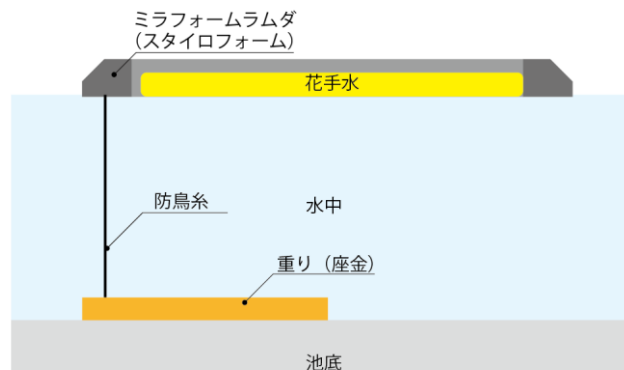 ミラフォームラムダ
（スタイロフォーム）
花手水
防鳥糸
水中
重り（座金）
池底